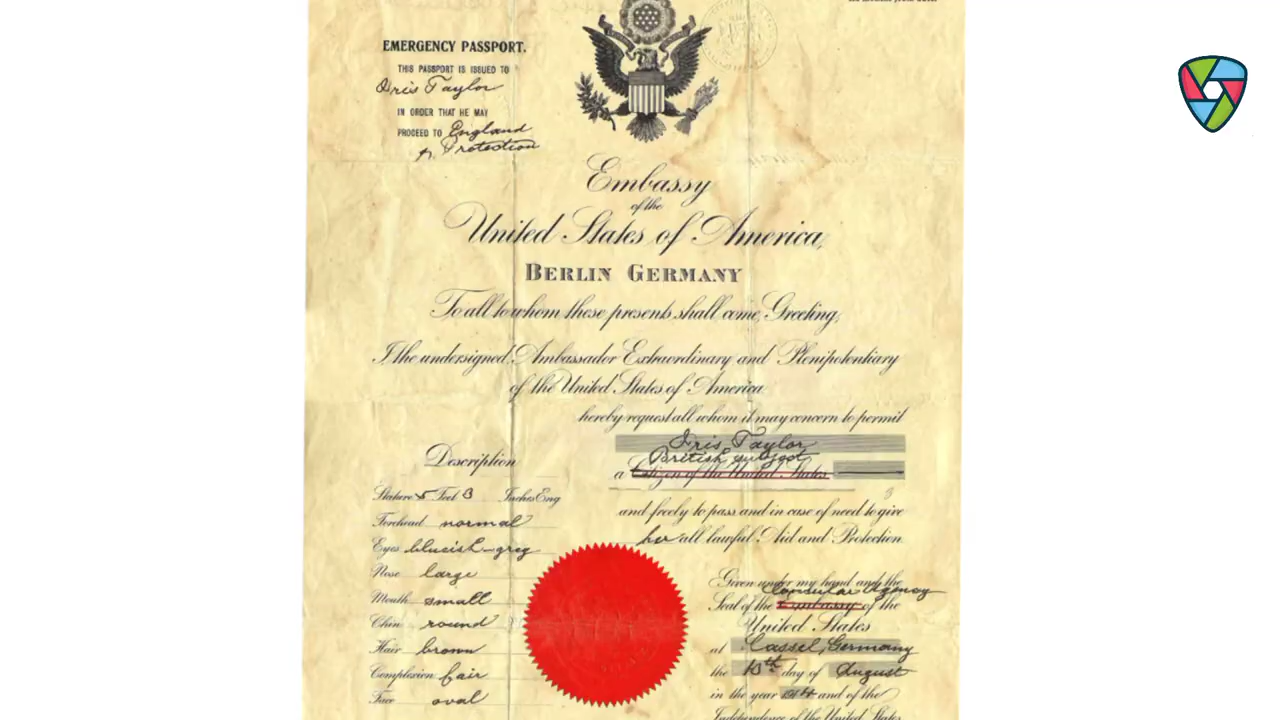 EMERGENCY PASSPORT.
THIS PASSPORT IS ISSUED TO
Iris Taylor
IN ORDER THAT HE MAY
PROCEED TO England
Protection
Embassy
of the
United States of America,
BERLIN GERMANY
To all to whom these presents shall come, Greeting,
I, the undersigned, Ambassador Extraordinary and Plenipotentiary
of the United States of America
hereby request all whom it may concern to permit
Iris Taylor
British subject
a Citizen of the United States
and freely to pass and in case of need to give
her all lawful Aid and Protection.
Description
Stature 5 Feet 3 Inches Eng
Forehead normal
Eyes blueish-grey
Nose large
Mouth small
Chin round
Hair brown
Complexion fair
Face oval
Given under my hand and the
Consular Agency
Seal of the Embassy of the
United States
at Cassel, Germany
the 13th day of August
in the year 1914 and of the
Independence of the United States